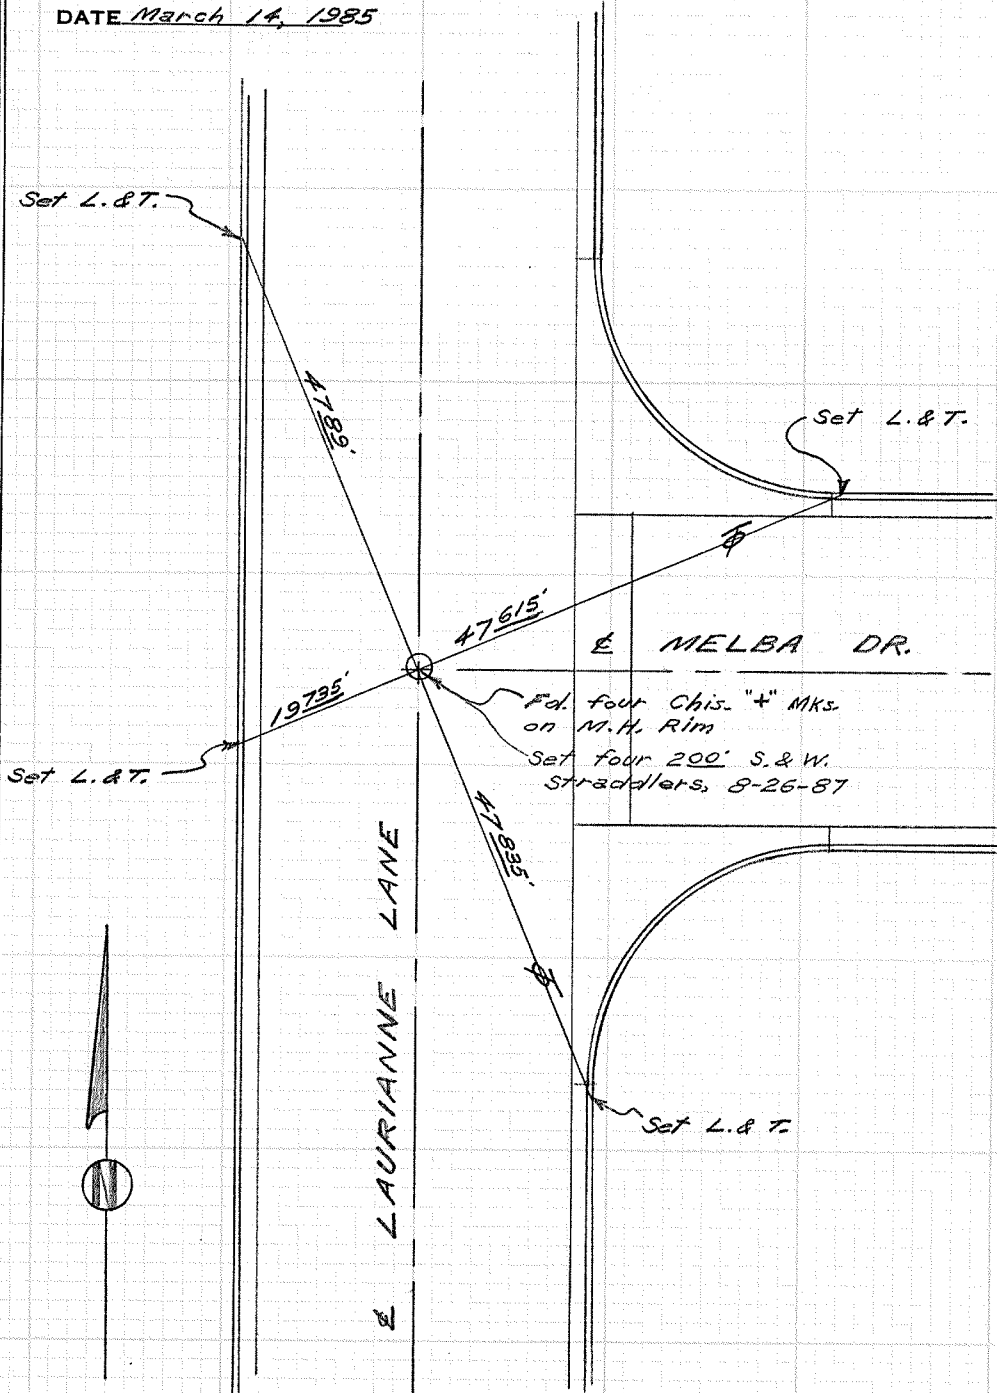 DATE March 14, 1985
Set L. & T.
47 89'
Set L. & T.
47 615'
℄ MELBA DR.
19 735'
Fd. four Chis. "+" Mks.
on M.H. Rim
Set four 2 00' S. & W.
Straddlers, 8-26-87
Set L. & T.
47 835'
℄ LAURIANNE LANE
Set L. & T.
N